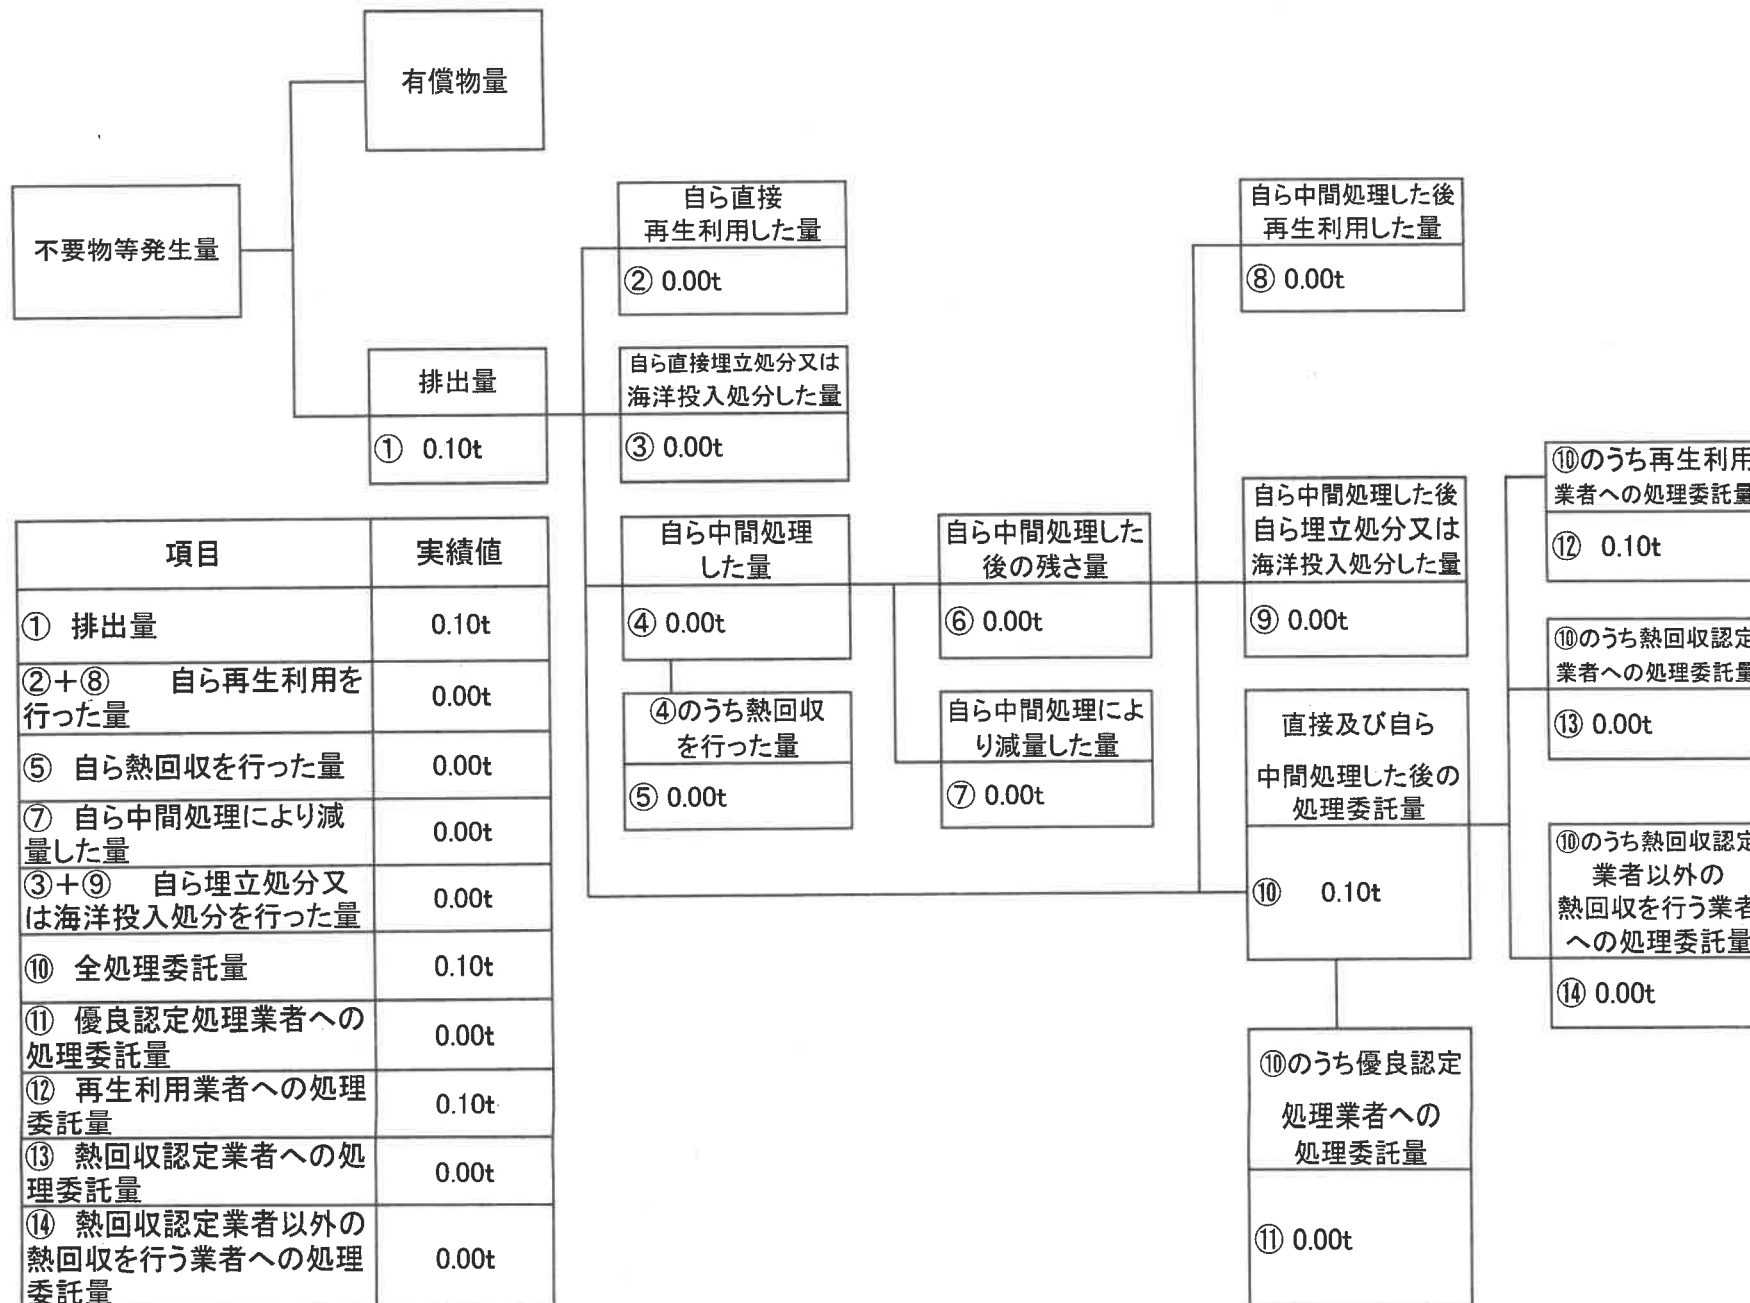 有償物量
不要物等発生量
排出量
① 0.10t
自ら直接
再生利用した量
② 0.00t
自ら直接埋立処分又は
海洋投入処分した量
③ 0.00t
自ら中間処理
した量
④ 0.00t
④のうち熱回収
を行った量
⑤ 0.00t
自ら中間処理した
後の残さ量
⑥ 0.00t
自ら中間処理によ
り減量した量
⑦ 0.00t
自ら中間処理した後
再生利用した量
⑧ 0.00t
自ら中間処理した後
自ら埋立処分又は
海洋投入処分した量
⑨ 0.00t
直接及び自ら
中間処理した後の
処理委託量
⑩ 0.10t
⑩のうち優良認定
処理業者への
処理委託量
⑪ 0.00t
⑩のうち再生利用
業者への処理委託量
⑫ 0.10t
⑩のうち熱回収認定
業者への処理委託量
⑬ 0.00t
⑩のうち熱回収認定
業者以外の
熱回収を行う業者
への処理委託量
⑭ 0.00t
項目 実績値
① 排出量 0.10t
②+⑧ 自ら再生利用を
行った量 0.00t
⑤ 自ら熱回収を行った量 0.00t
⑦ 自ら中間処理により減
量した量 0.00t
③+⑨ 自ら埋立処分又
は海洋投入処分を行った量 0.00t
⑩ 全処理委託量 0.10t
⑪ 優良認定処理業者への
処理委託量 0.00t
⑫ 再生利用業者への処理
委託量 0.10t
⑬ 熱回収認定業者への処
理委託量 0.00t
⑭ 熱回収認定業者以外の
熱回収を行う業者への処理
委託量 0.00t